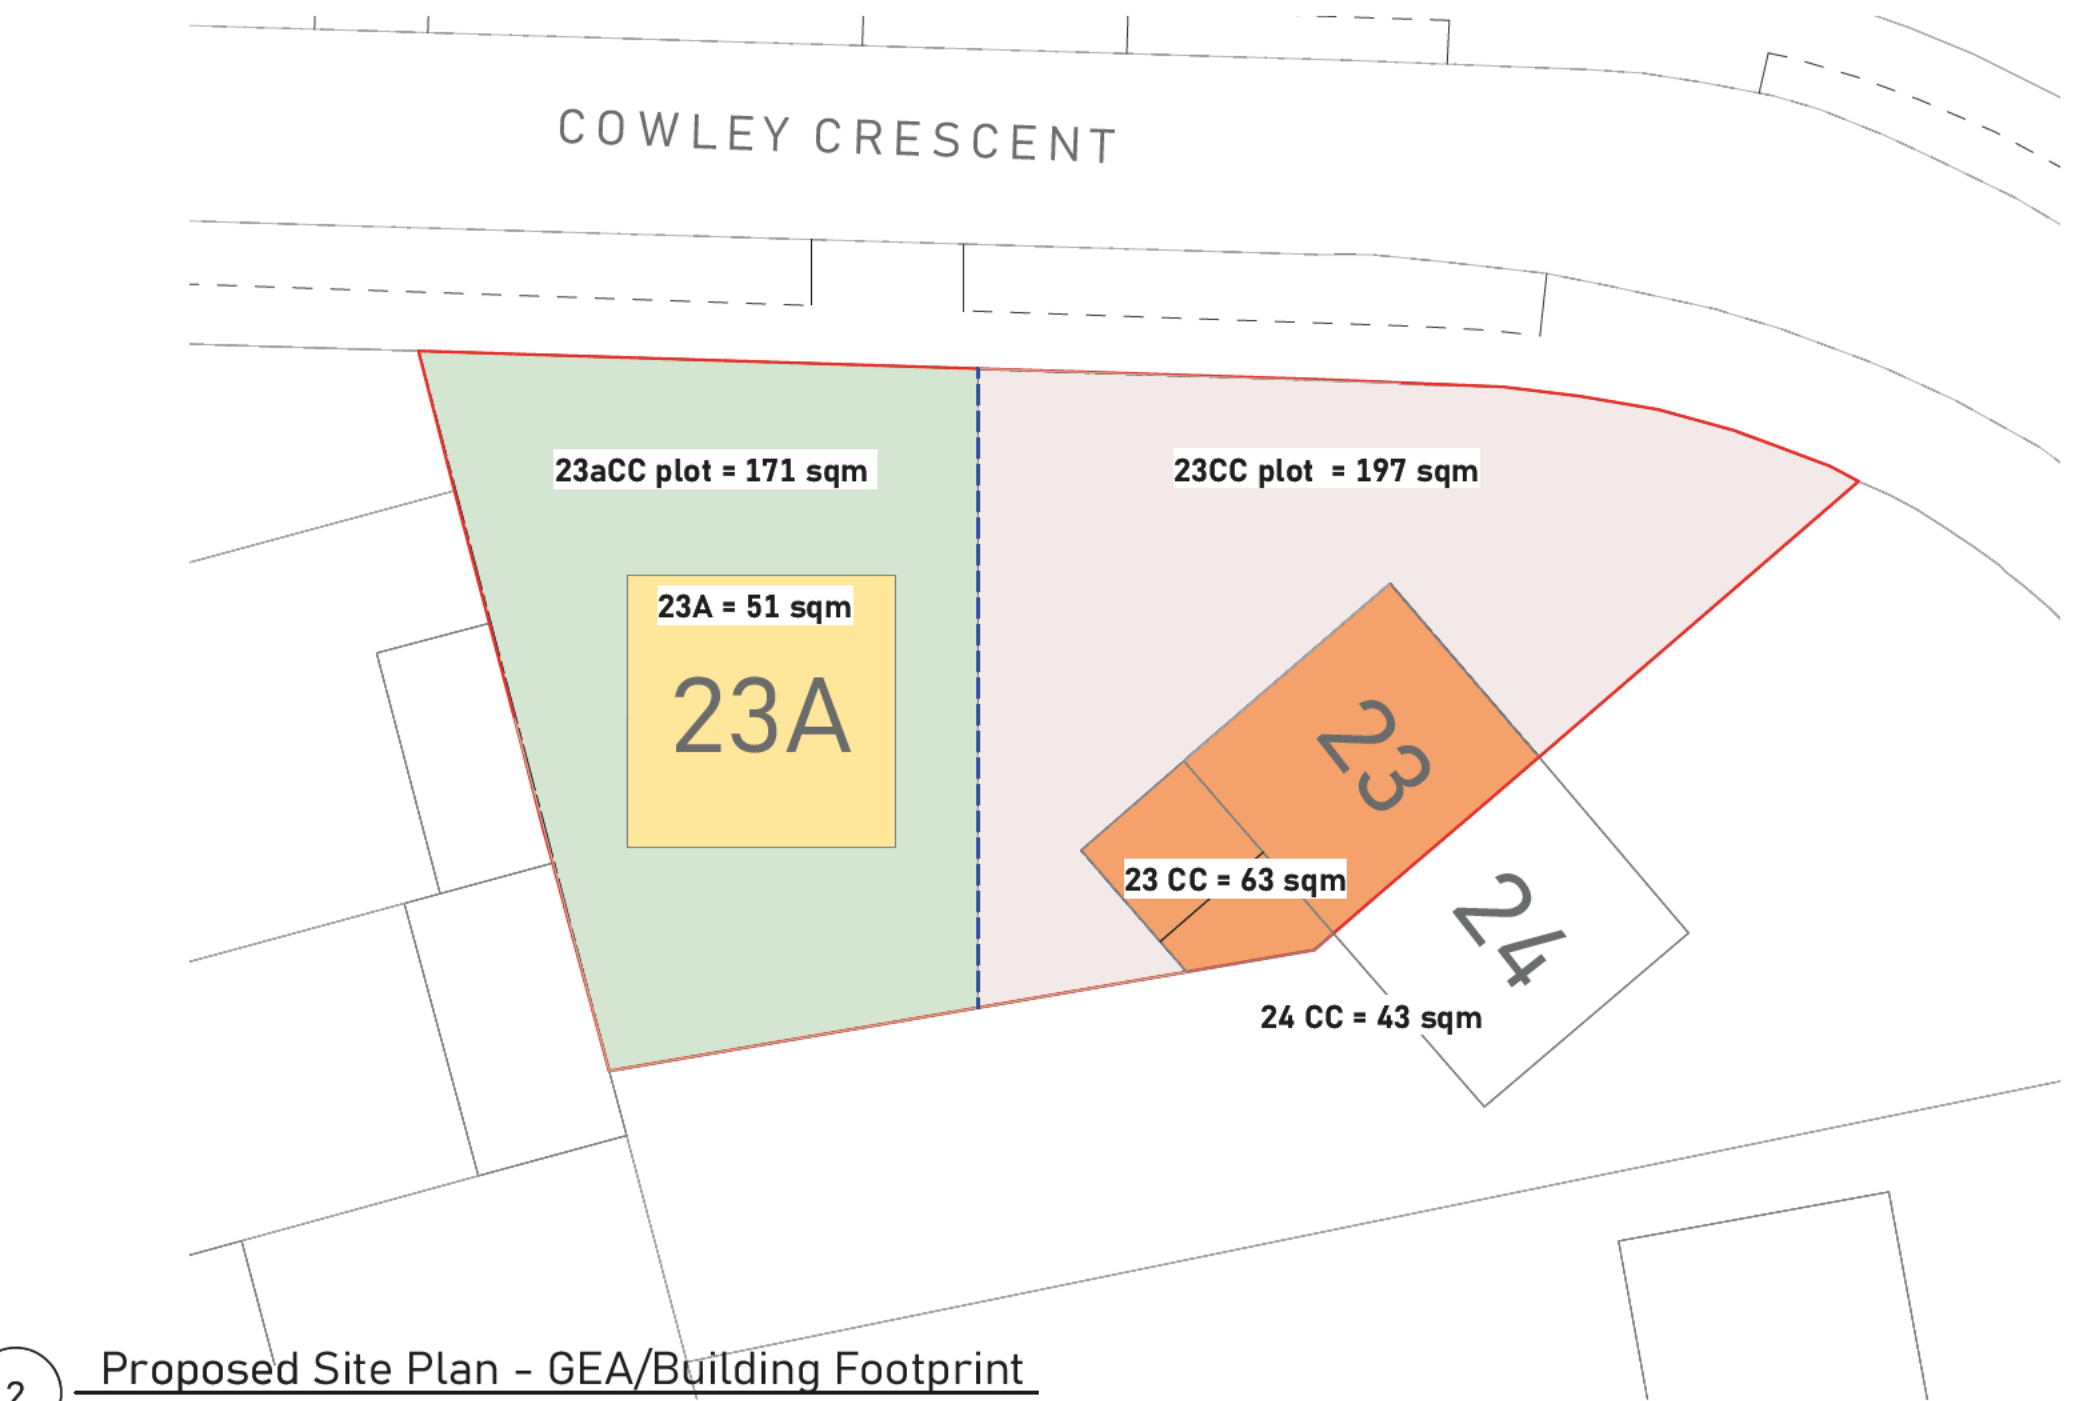 COWLEY CRESCENT
23aCC plot = 171 sqm
23CC plot = 197 sqm
23A = 51 sqm
23A
23
23 CC = 63 sqm
24
24 CC = 43 sqm
2
Proposed Site Plan - GEA/Building Footprint